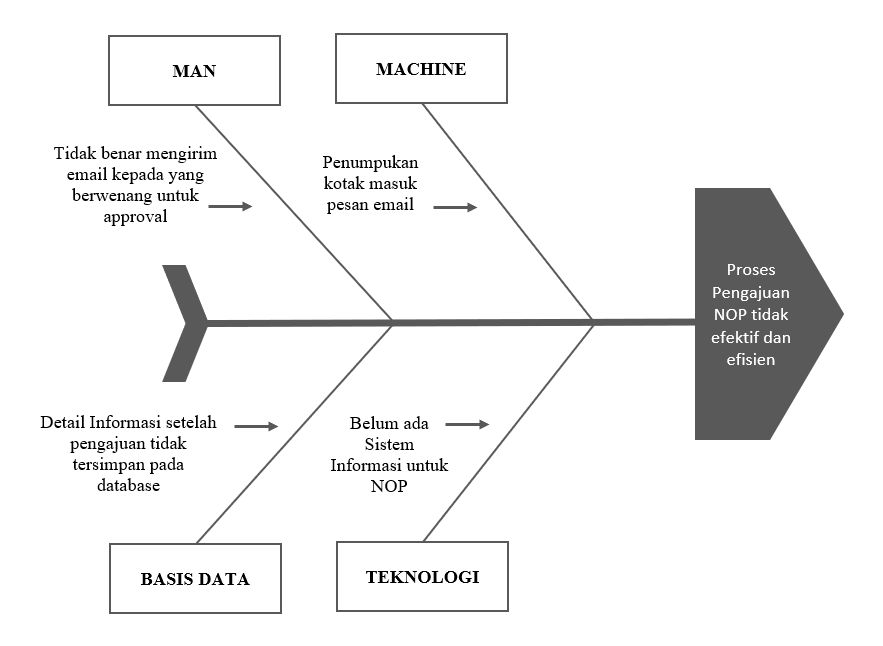 MAN
MACHINE
Tidak benar mengirim
email kepada yang
berwenang untuk
approval
Penumpukan
kotak masuk
pesan email
Proses
Pengajuan
NOP tidak
efektif dan
efisien
Detail Informasi setelah
pengajuan tidak
tersimpan pada
database
Belum ada
Sistem
Informasi untuk
NOP
BASIS DATA
TEKNOLOGI